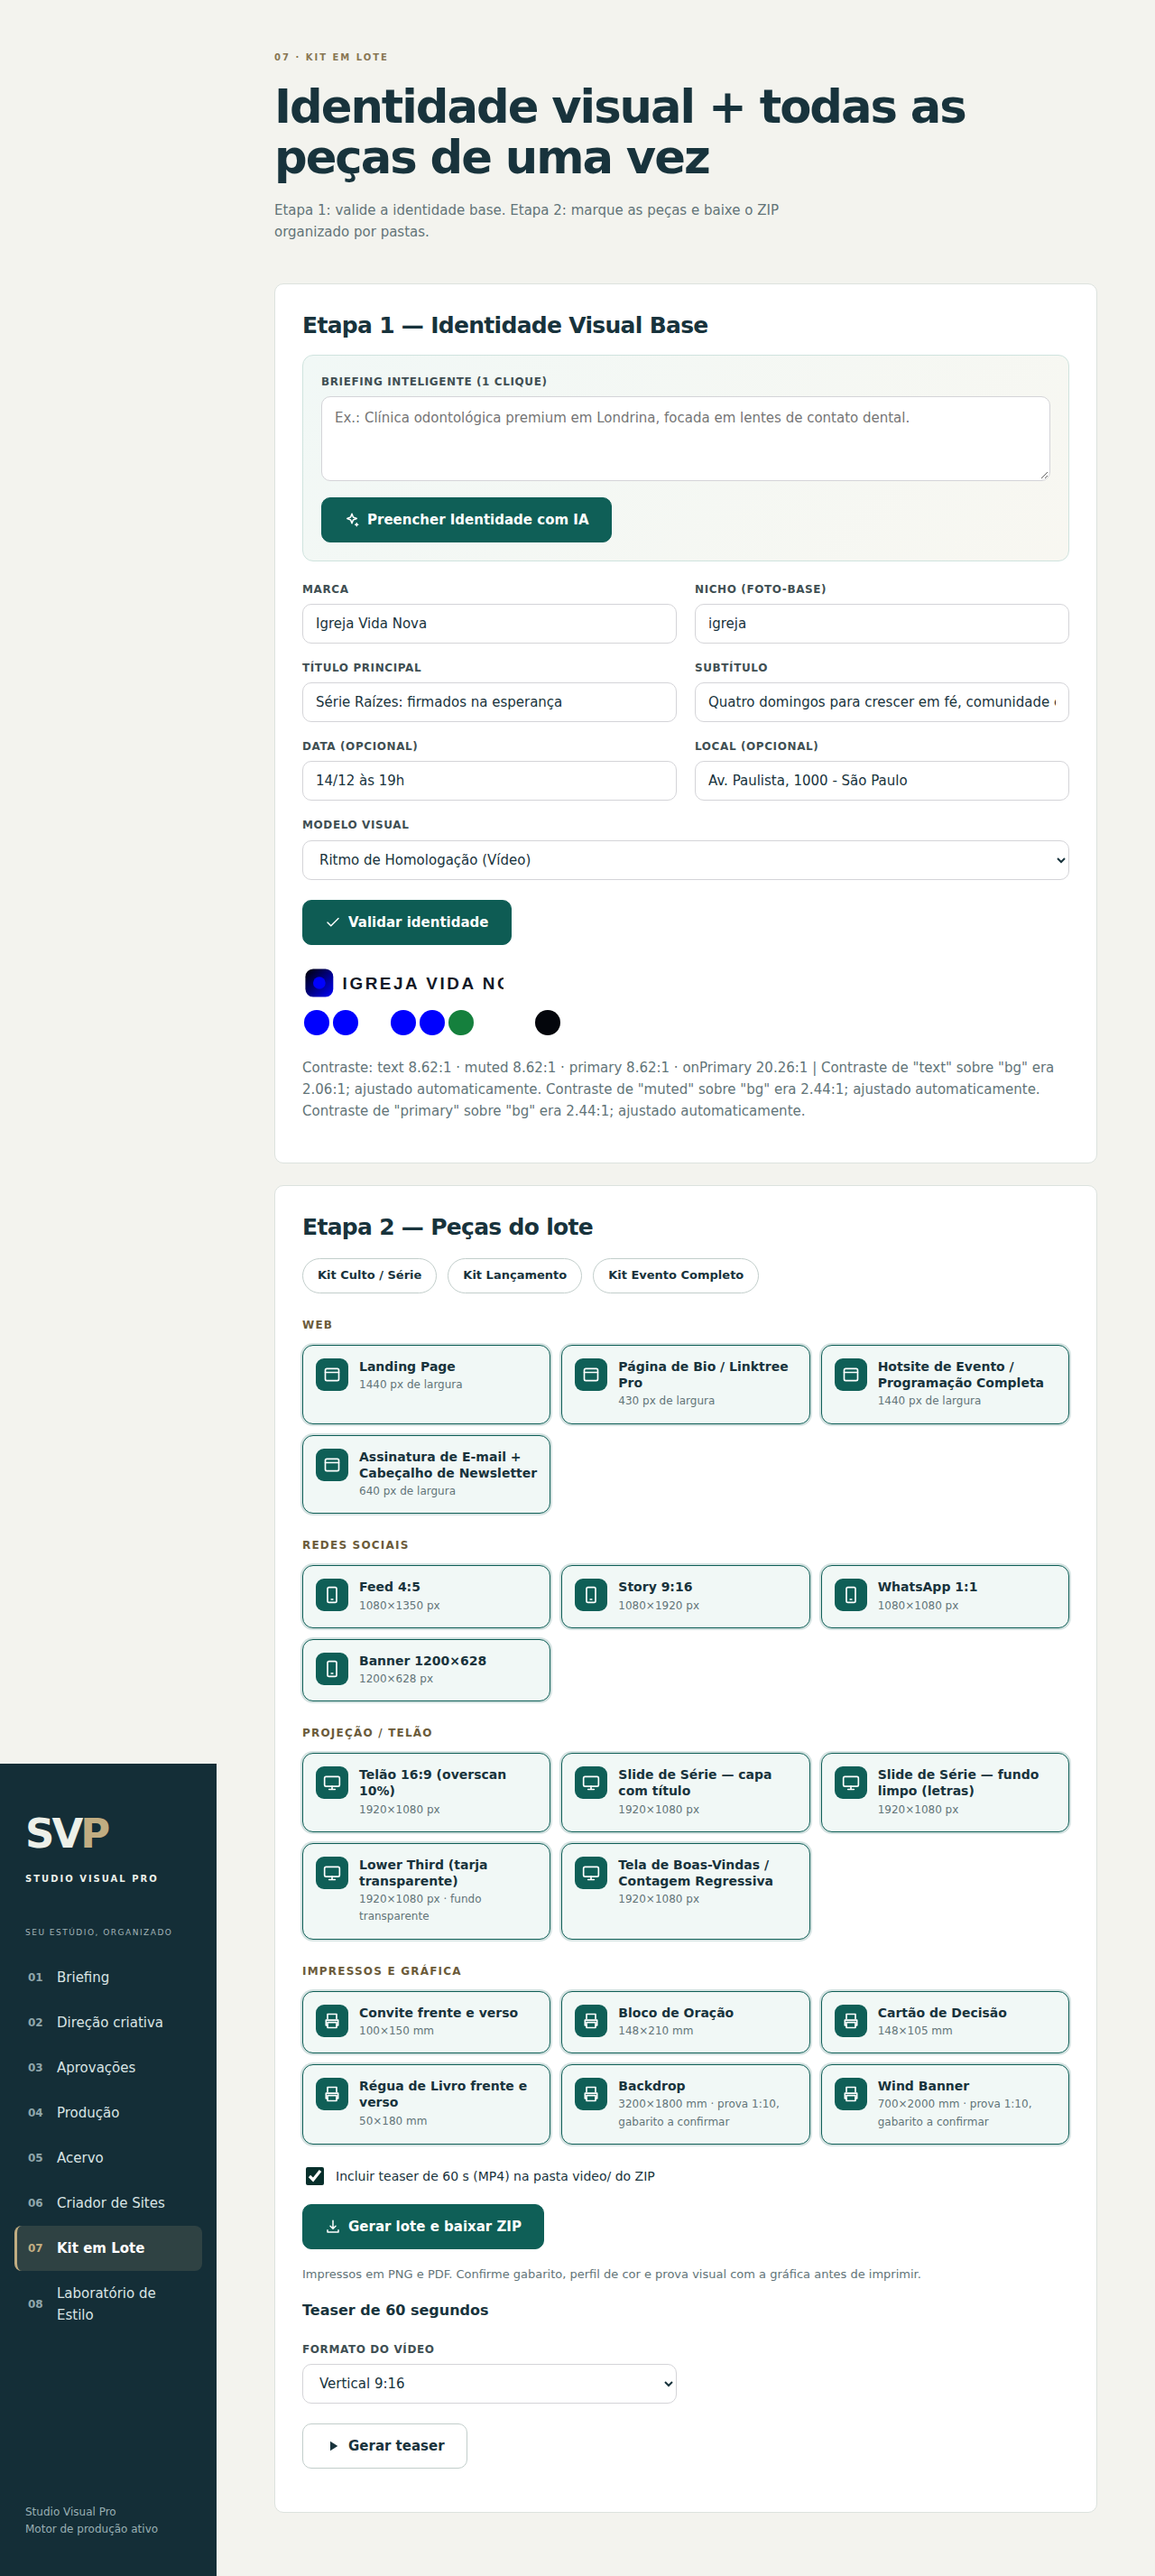 07 · KIT EM LOTE
Identidade visual + todas as
peças de uma vez
Etapa 1: valide a identidade base. Etapa 2: marque as peças e baixe o ZIP
organizado por pastas.
Etapa 1 — Identidade Visual Base
BRIEFING INTELIGENTE (1 CLIQUE)
Ex.: Clínica odontológica premium em Londrina, focada em lentes de contato dental.
Preencher Identidade com IA
MARCA
NICHO (FOTO-BASE)
Igreja Vida Nova
igreja
TÍTULO PRINCIPAL
SUBTÍTULO
Série Raízes: firmados na esperança
Quatro domingos para crescer em fé, comunidade
DATA (OPCIONAL)
LOCAL (OPCIONAL)
14/12 às 19h
Av. Paulista, 1000 - São Paulo
MODELO VISUAL
Ritmo de Homologação (Vídeo)
Validar identidade
IGREJA VIDA NO
Contraste: text 8.62:1 · muted 8.62:1 · primary 8.62:1 · onPrimary 20.26:1 | Contraste de "text" sobre "bg" era
2.06:1; ajustado automaticamente. Contraste de "muted" sobre "bg" era 2.44:1; ajustado automaticamente.
Contraste de "primary" sobre "bg" era 2.44:1; ajustado automaticamente.
Etapa 2 — Peças do lote
Kit Culto / Série
Kit Lançamento
Kit Evento Completo
WEB
Landing Page
1440 px de largura
Página de Bio / Linktree
Pro
430 px de largura
Hotsite de Evento /
Programação Completa
1440 px de largura
Assinatura de E-mail +
Cabeçalho de Newsletter
640 px de largura
REDES SOCIAIS
Feed 4:5
1080×1350 px
Story 9:16
1080×1920 px
WhatsApp 1:1
1080×1080 px
Banner 1200×628
1200×628 px
PROJEÇÃO / TELÃO
Telão 16:9 (overscan
10%)
1920×1080 px
Slide de Série — capa
com título
1920×1080 px
Slide de Série — fundo
limpo (letras)
1920×1080 px
Lower Third (tarja
transparente)
1920×1080 px · fundo
transparente
Tela de Boas-Vindas /
Contagem Regressiva
1920×1080 px
IMPRESSOS E GRÁFICA
Convite frente e verso
100×150 mm
Bloco de Oração
148×210 mm
Cartão de Decisão
148×105 mm
Régua de Livro frente e
verso
50×180 mm
Backdrop
3200×1800 mm · prova 1:10,
gabarito a confirmar
Wind Banner
700×2000 mm · prova 1:10,
gabarito a confirmar
Incluir teaser de 60 s (MP4) na pasta video/ do ZIP
Gerar lote e baixar ZIP
Impressos em PNG e PDF. Confirme gabarito, perfil de cor e prova visual com a gráfica antes de imprimir.
Teaser de 60 segundos
FORMATO DO VÍDEO
Vertical 9:16
Gerar teaser
SVP
STUDIO VISUAL PRO
SEU ESTÚDIO, ORGANIZADO
01 Briefing
02 Direção criativa
03 Aprovações
04 Produção
05 Acervo
06 Criador de Sites
07 Kit em Lote
08 Laboratório de
Estilo
Studio Visual Pro
Motor de produção ativo